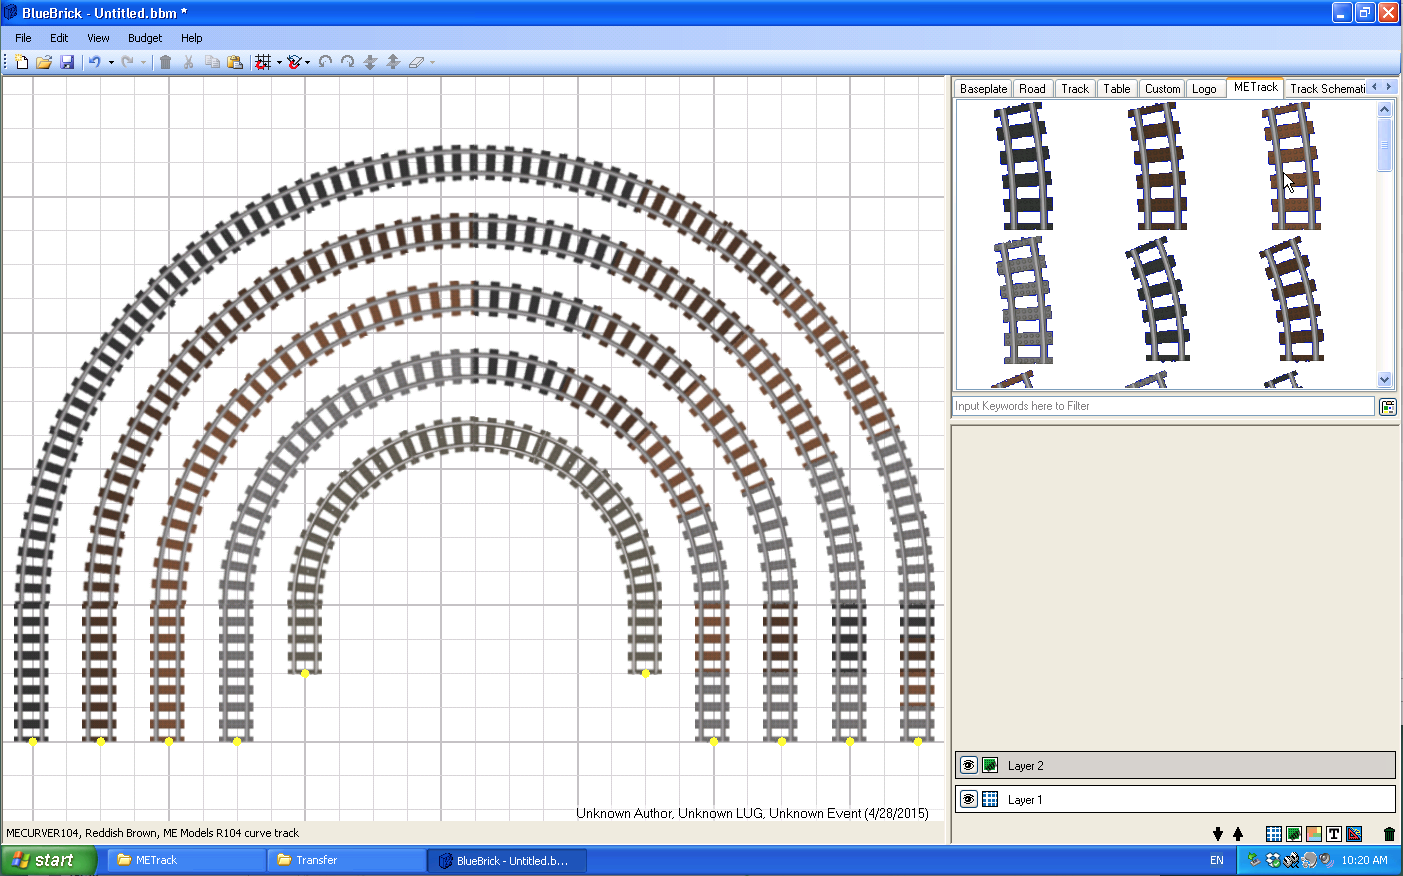 BlueBrick - Untitled.bbm *
File Edit View Budget Help
Baseplate Road Track Table Custom Logo METrack Track Schemati
Input Keywords here to Filter
Layer 2
Layer 1
Unknown Author, Unknown LUG, Unknown Event (4/28/2015)
MECURVER104, Reddish Brown, ME Models R104 curve track
start METrack Transfer BlueBrick - Untitled.b... EN 10:20 AM